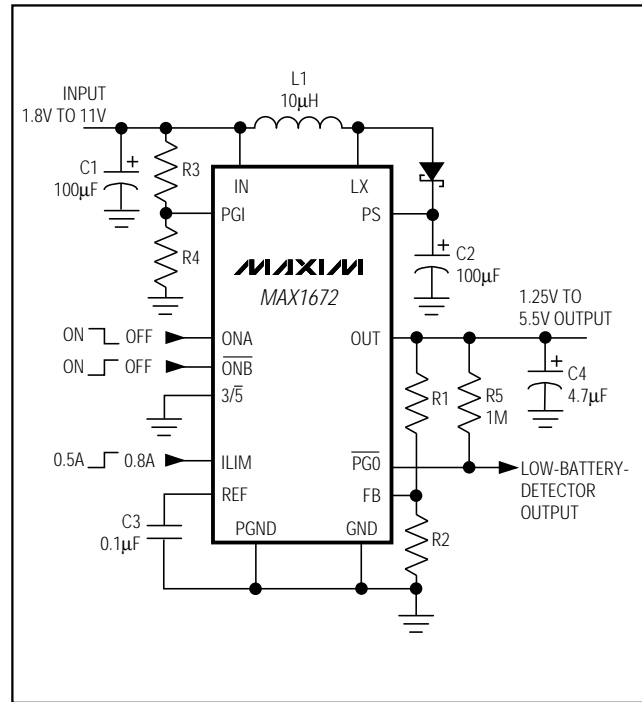 L1
10µH
INPUT
1.8V TO 11V
C1
100µF
+
R3
R4
IN
LX
PGI
PS
MAXIM
MAX1672
+
C2
100µF
1.25V TO
5.5V OUTPUT
ON OFF
ONA
OUT
ON OFF
O̅N̅B̅
3/5̅
R1
R5
1M
+
C4
4.7µF
0.5A 0.8A
ILIM
P̅G̅O̅
LOW-BATTERY-
DETECTOR
OUTPUT
REF
FB
C3
0.1µF
PGND
GND
R2